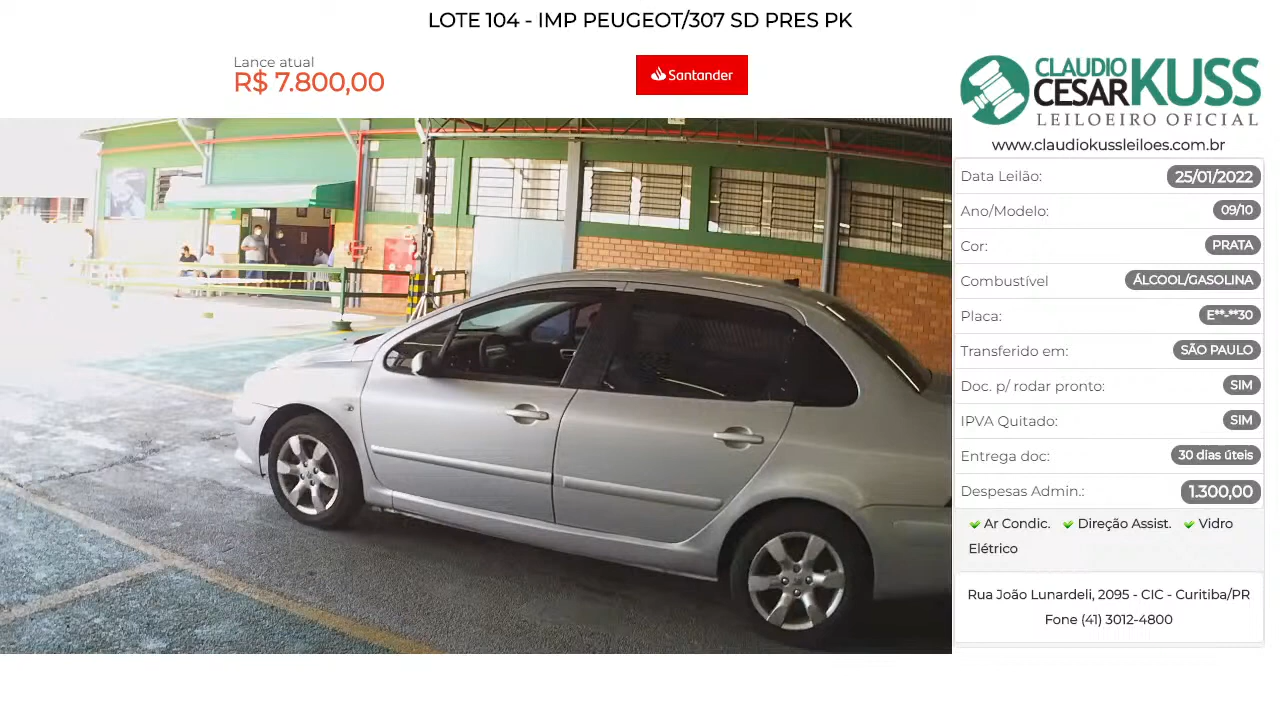 LOTE 104 - IMP PEUGEOT/307 SD PRES PK
Lance atual
R$ 7.800,00
Santander
CLAUDIO
CESAR KUSS
LEILOEIRO OFICIAL
www.claudiokussleiloes.com.br
Data Leilão: 25/01/2022
Ano/Modelo: 09/10
Cor: PRATA
Combustível ÁLCOOL/GASOLINA
Placa: E**-**30
Transferido em: SÃO PAULO
Doc. p/ rodar pronto: SIM
IPVA Quitado: SIM
Entrega doc: 30 dias úteis
Despesas Admin.: 1.300,00
Ar Condic. Direção Assist. Vidro
Elétrico
Rua João Lunardeli, 2095 - CIC - Curitiba/PR
Fone (41) 3012-4800